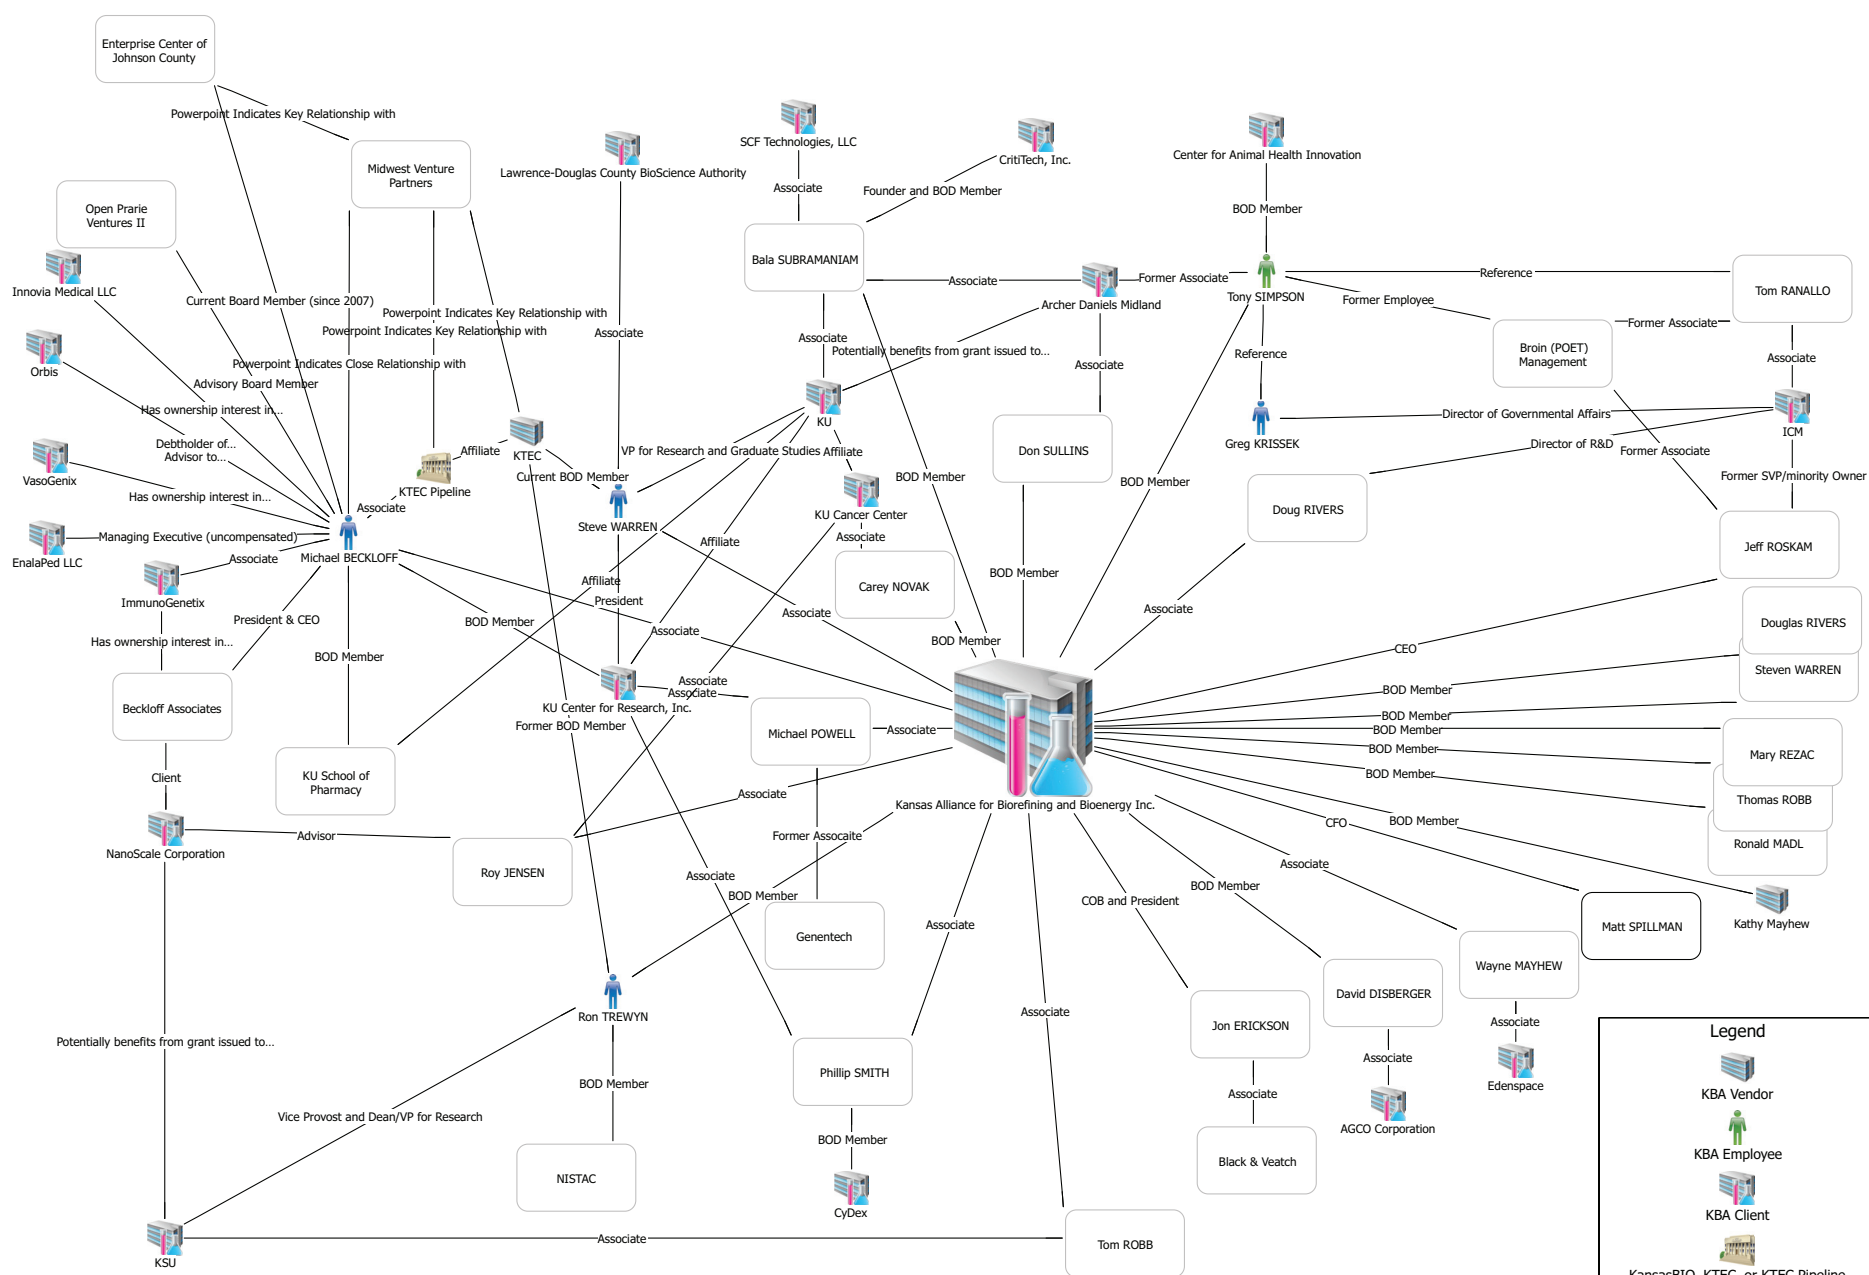 Enterprise Center of
Johnson County
Powerpoint Indicates Key Relationship with
SCF Technologies, LLC
CritiTech, Inc.
Center for Animal Health Innovation
Midwest Venture
Partners
Lawrence-Douglas County BioScience Authority
Associate
Founder and BOD Member
BOD Member
Open Prarie
Ventures II
Bala SUBRAMANIAM
Innovia Medical LLC
Current Board Member (since 2007)
Associate
Archer Daniels Midland
Former Associate
Tony SIMPSON
Reference
Tom RANALLO
Former Employee
Powerpoint Indicates Key Relationship with
Powerpoint Indicates Key Relationship with
Associate
Associate
Former Associate
Broin (POET)
Management
Orbis
Powerpoint Indicates Close Relationship with
Potentially benefits from grant issued to...
Reference
Associate
Associate
Advisory Board Member
Has ownership interest in...
KU
Director of Governmental Affairs
Greg KRISSEK
ICM
Debtholder of...
Advisor to...
Affiliate
KTEC
VP for Research and Graduate Studies
Affiliate
Don SULLINS
Director of R&D
Former Associate
VasoGenix
KTEC Pipeline
Current BOD Member
BOD Member
BOD Member
Former SVP/minority Owner
Has ownership interest in...
Associate
KU Cancer Center
Doug RIVERS
Steve WARREN
EnalaPed LLC
Managing Executive (uncompensated)
Michael BECKLOFF
Associate
Affiliate
Associate
Jeff ROSKAM
ImmunoGenetix
Affiliate
Carey NOVAK
BOD Member
President
Associate
Associate
President & CEO
BOD Member
Associate
Douglas RIVERS
Has ownership interest in...
BOD Member
CEO
BOD Member
Steven WARREN
Associate
Associate
BOD Member
Beckloff Associates
KU Center for Research, Inc.
Former BOD Member
Michael POWELL
Associate
BOD Member
BOD Member
BOD Member
Mary REZAC
Client
KU School of
Pharmacy
BOD Member
Thomas ROBB
Associate
Kansas Alliance for Biorefining and Bioenergy Inc.
CFO
BOD Member
Ronald MADL
NanoScale Corporation
Advisor
Former Assocaite
Roy JENSEN
Associate
Associate
BOD Member
BOD Member
COB and President
Kathy Mayhew
Matt SPILLMAN
Genentech
Associate
Wayne MAYHEW
David DISBERGER
Ron TREWYN
Associate
Jon ERICKSON
Associate
Potentially benefits from grant issued to...
Legend
Associate
Edenspace
Phillip SMITH
BOD Member
Associate
KBA Vendor
Vice Provost and Dean/VP for Research
AGCO Corporation
BOD Member
KBA Employee
Black & Veatch
NISTAC
CyDex
KBA Client
Associate
Tom ROBB
KSU
KansasBIO, KTEC, or KTEC Pipeline